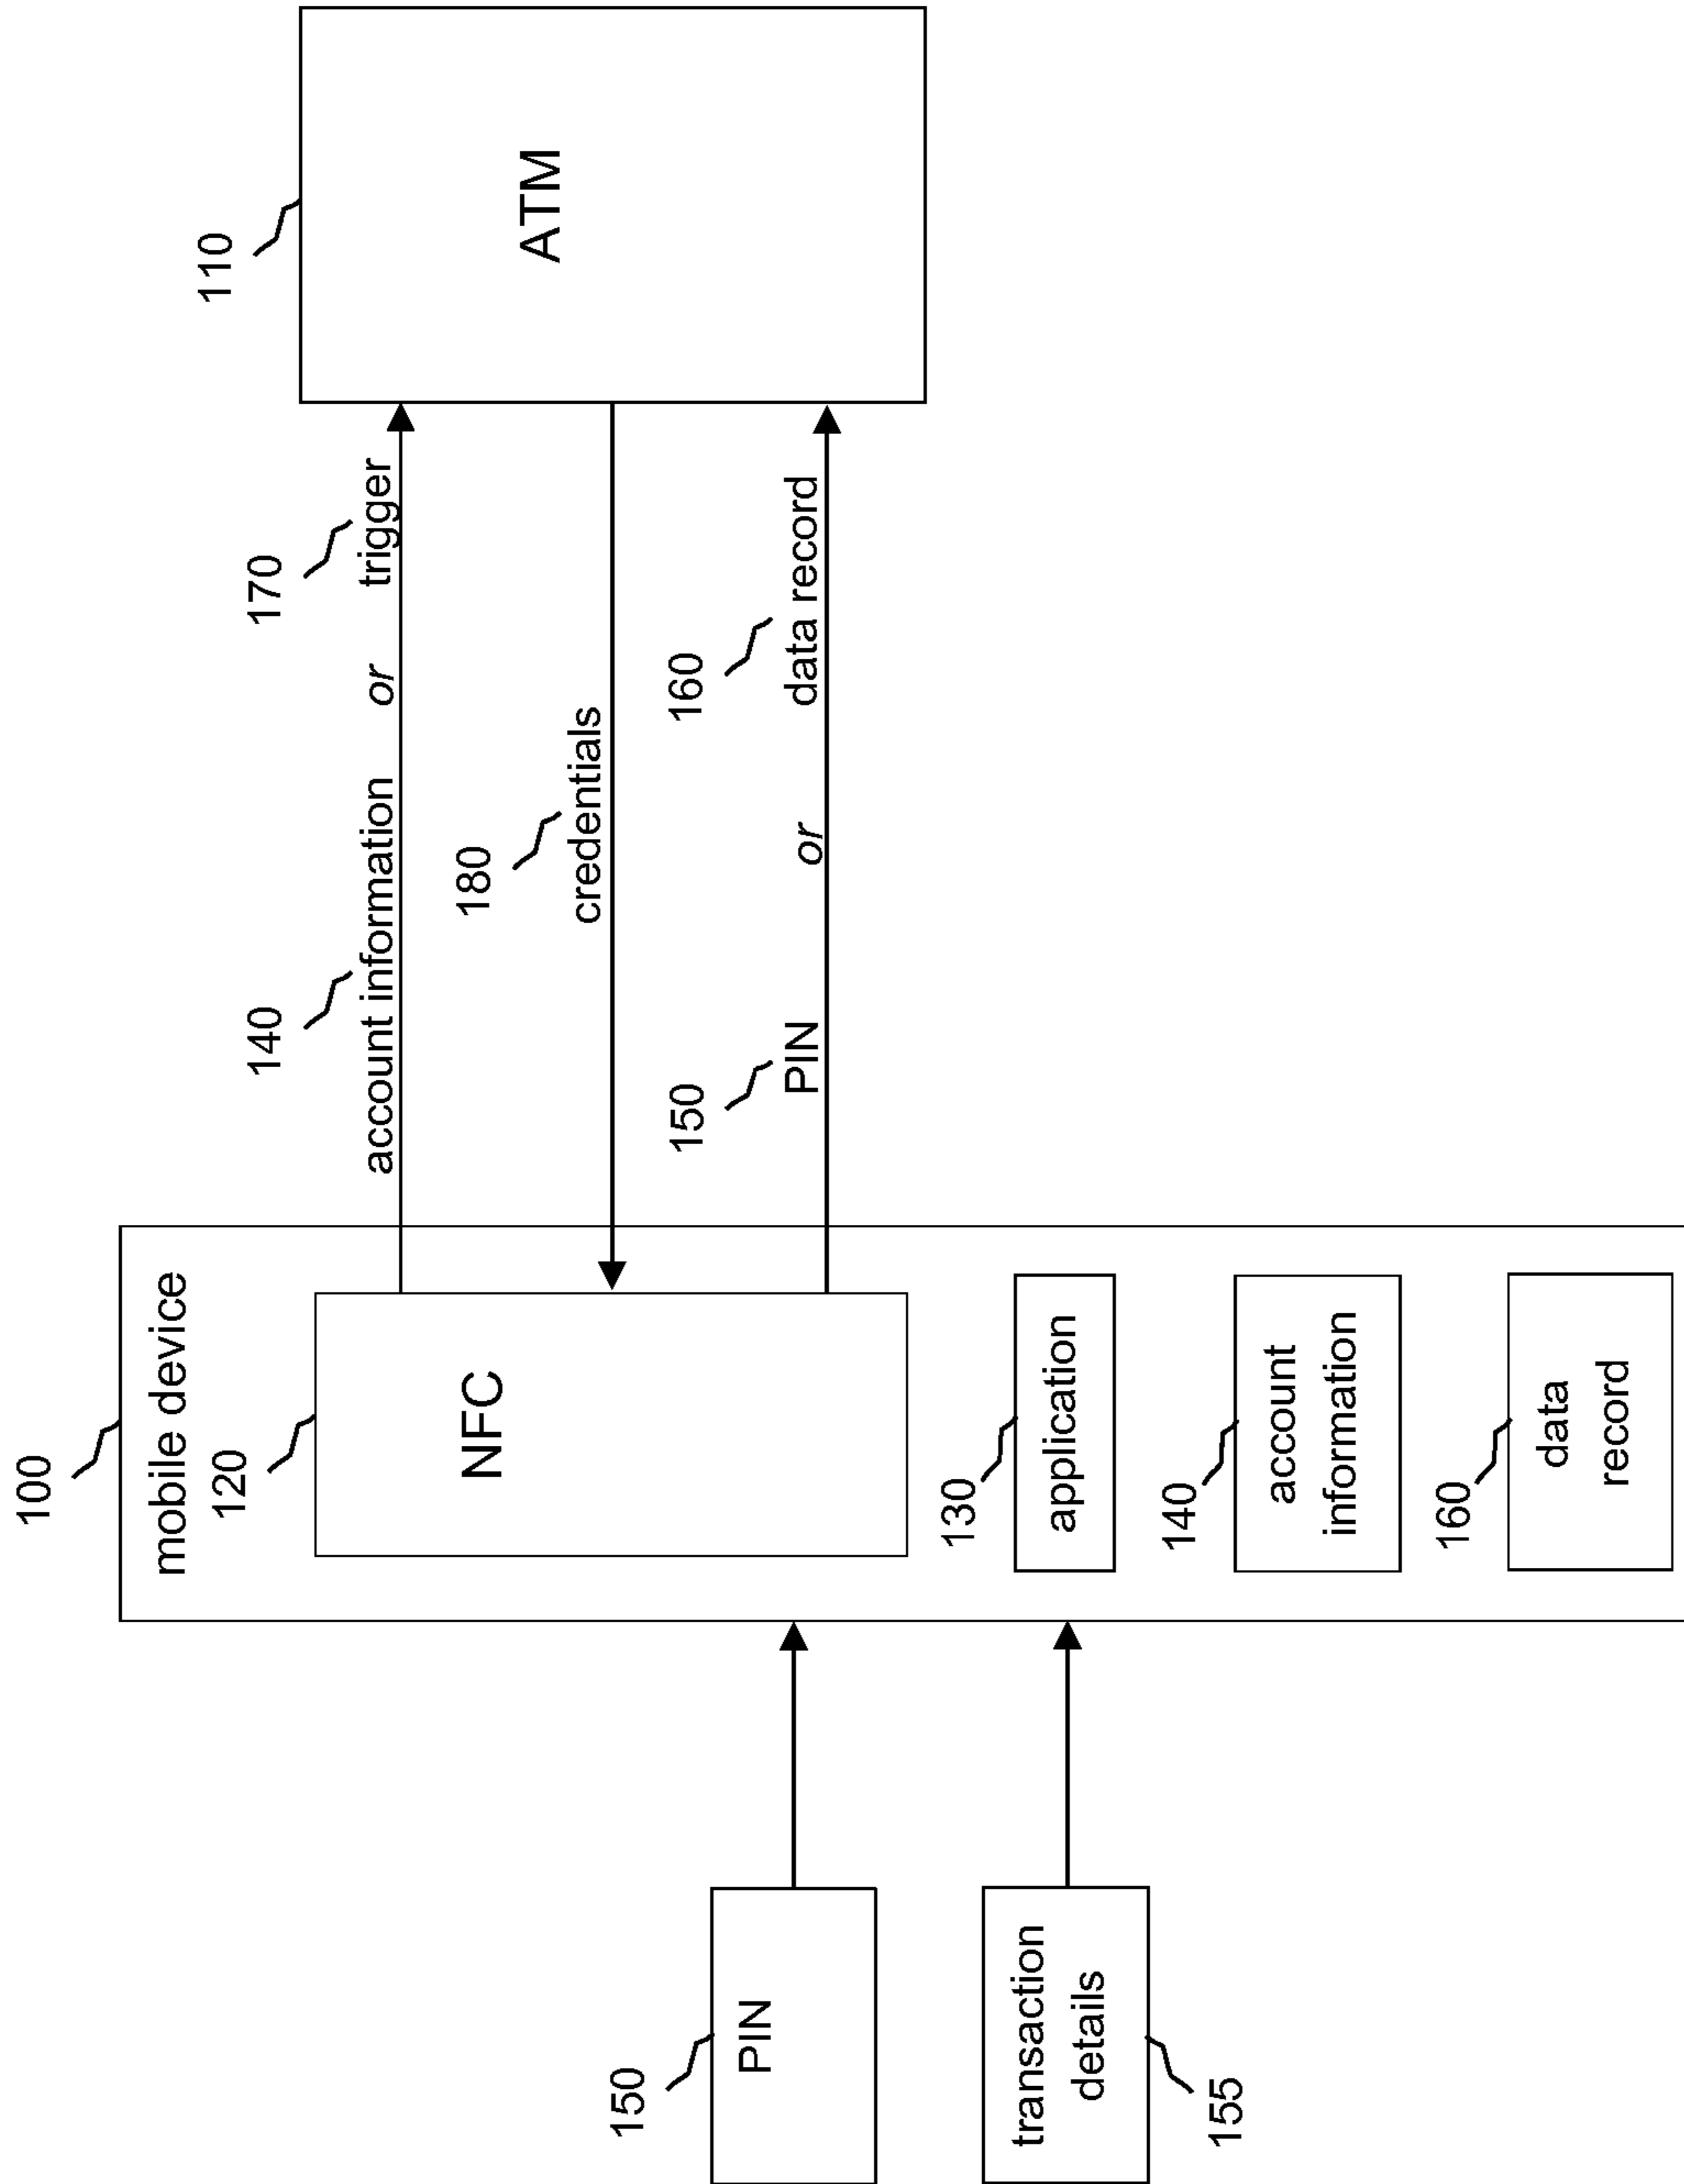 100
mobile device
120
NFC
130
application
140
account
information
160
data
record
150
PIN
transaction
details
155
140
account information or
170
trigger
180
credentials
150
PIN
or
160
data record
110
ATM